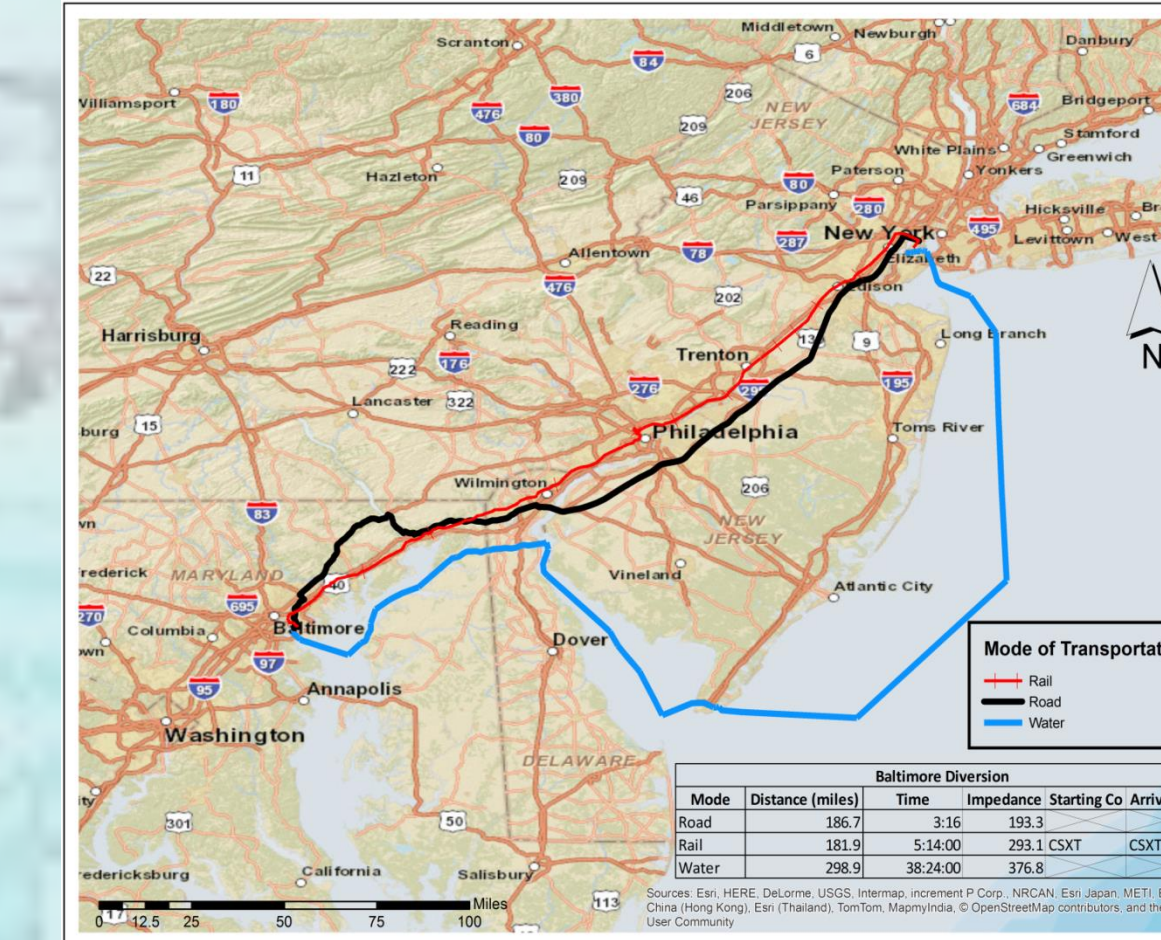 Middletown
Newburgh
Scranton
Danbury
6
84
Williamsport
180
380
206
NEW
JERSEY
684
Bridgeport
476
209
80
Stamford
White Plains
Greenwich
11
Hazleton
209
Paterson
Yonkers
80
46
Parsippany
280
Hicksville
495
New York
287
Levittown
West
Allentown
78
Elizabeth
22
476
Edison
202
Reading
Long Branch
Harrisburg
9
Trenton
176
222
276
195
Lancaster
322
15
burg
Philadelphia
Toms River
Wilmington
206
83
NEW
JERSEY
wn
rederick
MARYLAND
40
Vineland
Atlantic City
695
270
Columbia
Baltimore
own
Dover
97
95
Annapolis
Washington
DELAWARE
ity
301
50
edericksburg
California
Salisbury
17
113
N
Mode of Transportat
Rail
Road
Water
Baltimore Diversion
Mode Distance (miles) Time Impedance Starting Co Arriv
Road 186.7 3:16 193.3
Rail 181.9 5:14:00 293.1 CSXT CSXT
Water 298.9 38:24:00 376.8
Miles
0 12.5 25 50 75 100
Sources: Esri, HERE, DeLorme, USGS, Intermap, increment P Corp., NRCAN, Esri Japan, METI, E
China (Hong Kong), Esri (Thailand), TomTom, MapmyIndia, © OpenStreetMap contributors, and the
User Community